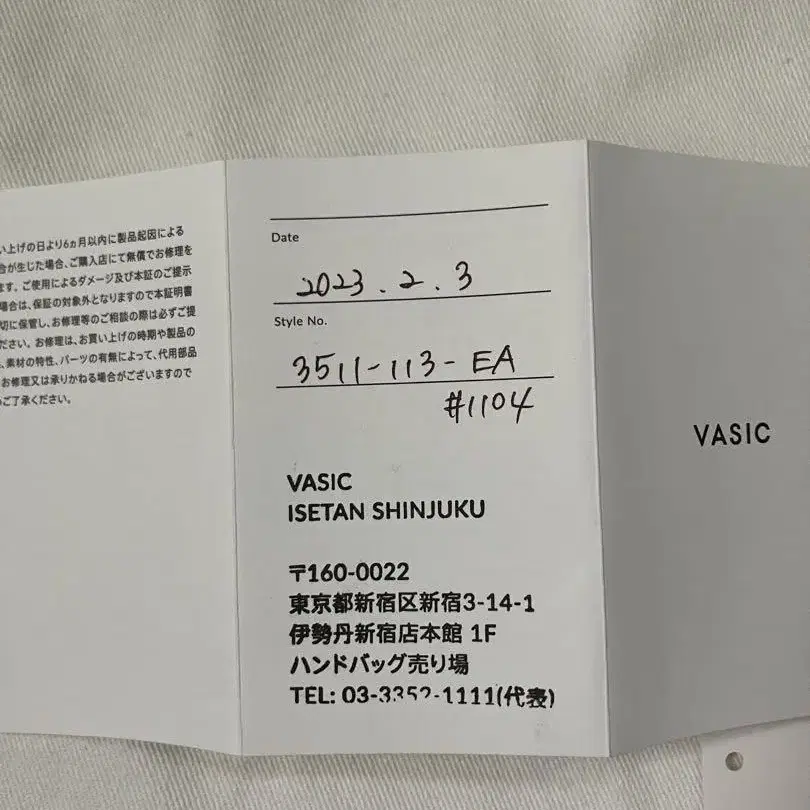 い上げの日より6ヵ月以内に製品起因による
合が生じた場合、ご購入店にて無償でお修理を
ます。ご使用によるダメージ及び本証のご提示
場合は、保証の対象外となりますので本証明書
切に保管し、お修理等のご相談の際は必ずご提
ださい。お修理は、お買い上げの時期や製品の
、素材の特性、パーツの有無によって、代用部品
お修理又は承りかねる場合がございますので
ご了承ください。
Date
2023.2.3
Style No.
3511-113-EA
#1104
VASIC
ISETAN SHINJUKU
〒160-0022
東京都新宿区新宿3-14-1
伊勢丹新宿店本館 1F
ハンドバッグ売り場
TEL: 03-3352-1111(代表)
VASIC